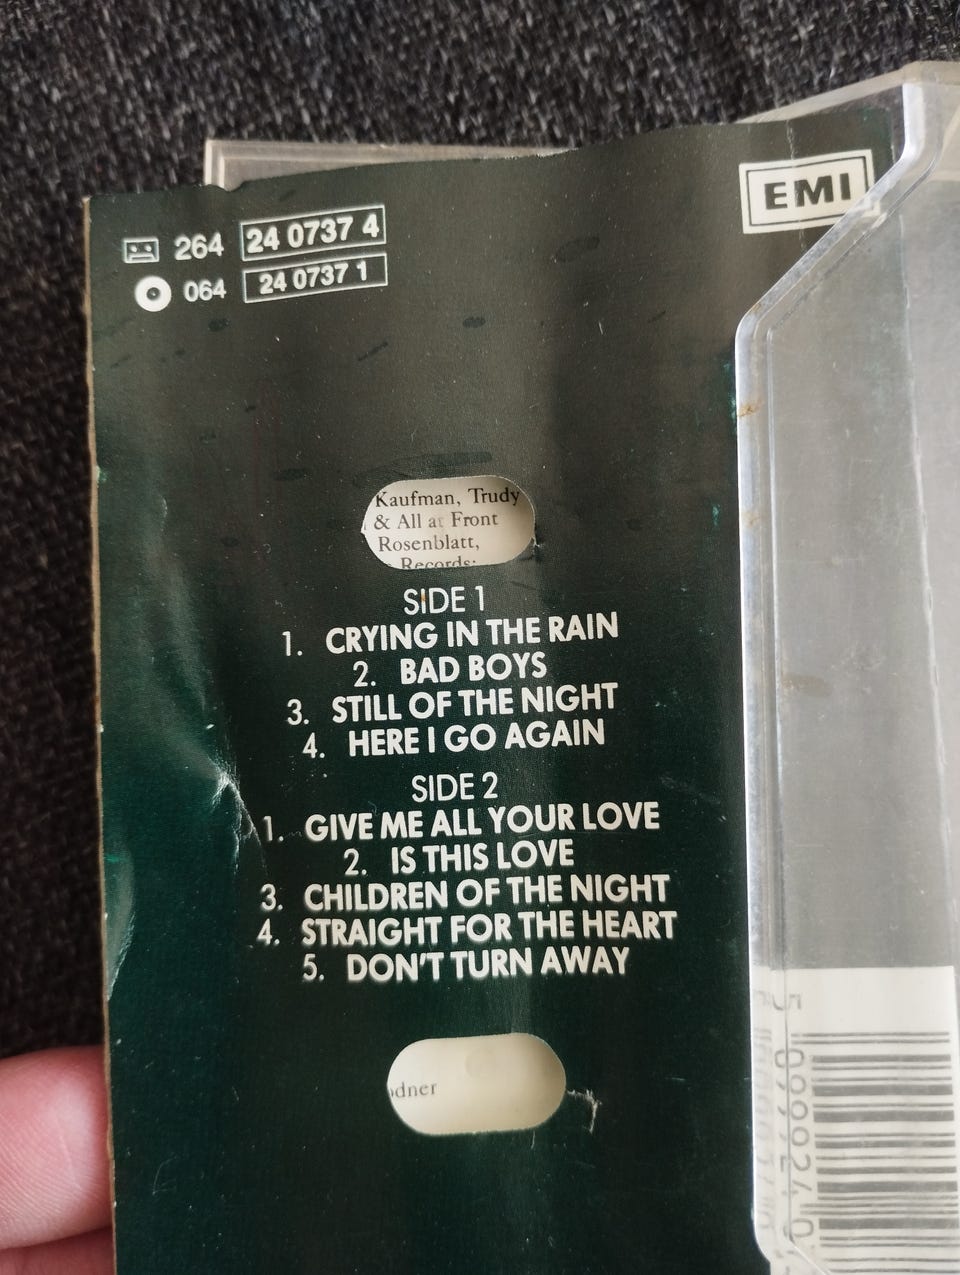 EMI
264 24 0737 4
064 24 0737 1
Kaufman, Trudy
& All at Front
Rosenblatt,
Records:
SIDE 1
1. CRYING IN THE RAIN
2. BAD BOYS
3. STILL OF THE NIGHT
4. HERE I GO AGAIN
SIDE 2
1. GIVE ME ALL YOUR LOVE
2. IS THIS LOVE
3. CHILDREN OF THE NIGHT
4. STRAIGHT FOR THE HEART
5. DON'T TURN AWAY